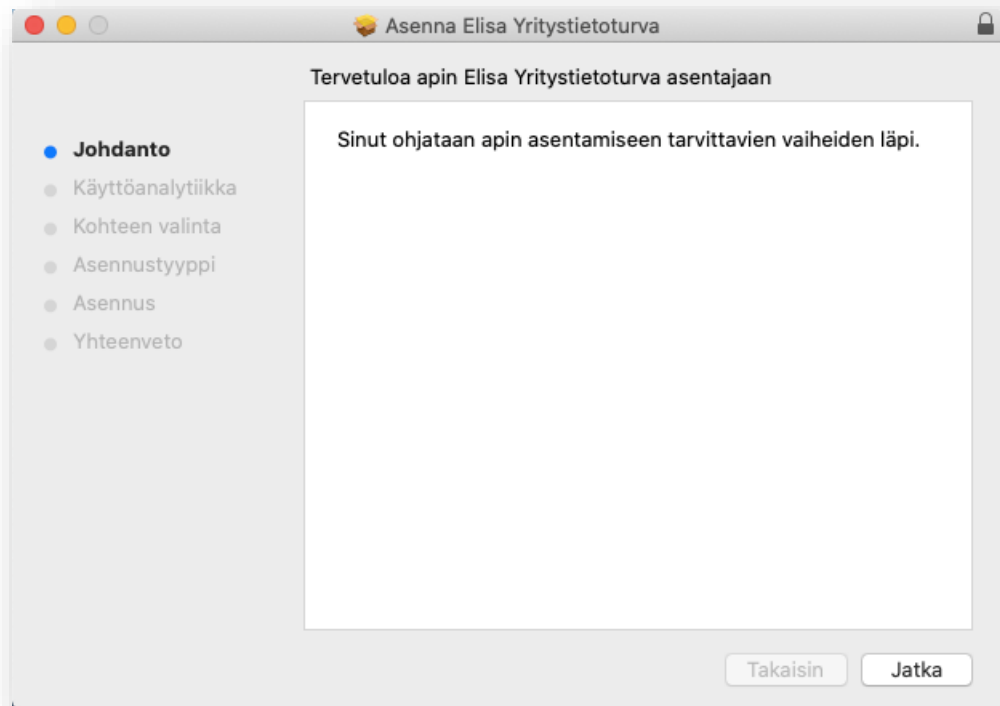 Asenna Elisa Yritystietoturva
Tervetuloa apin Elisa Yritystietoturva asentajaan
Johdanto
Käyttöanalytiikka
Kohteen valinta
Asennustyyppi
Asennus
Yhteenveto
Sinut ohjataan apin asentamiseen tarvittavien vaiheiden läpi.
Takaisin
Jatka